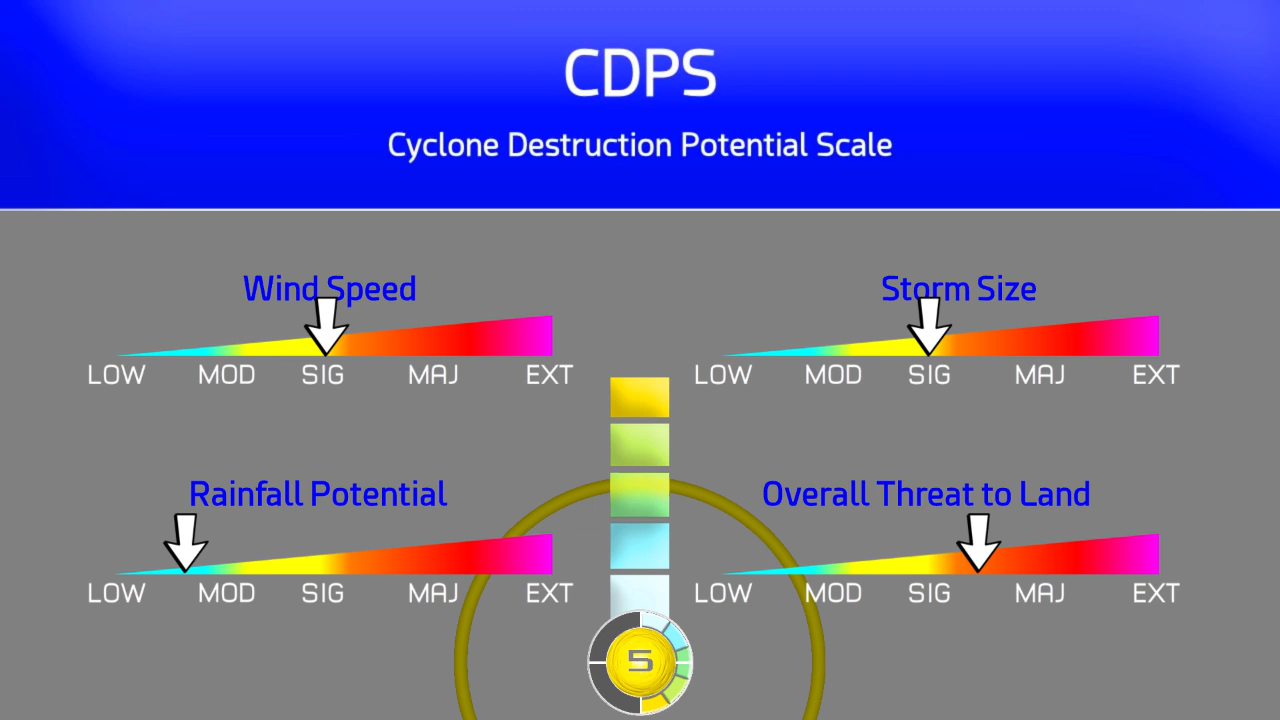 CDPS
Cyclone Destruction Potential Scale
Wind Speed
LOW MOD SIG MAJ EXT
Storm Size
LOW MOD SIG MAJ EXT
Rainfall Potential
LOW MOD SIG MAJ EXT
Overall Threat to Land
LOW MOD SIG MAJ EXT
5